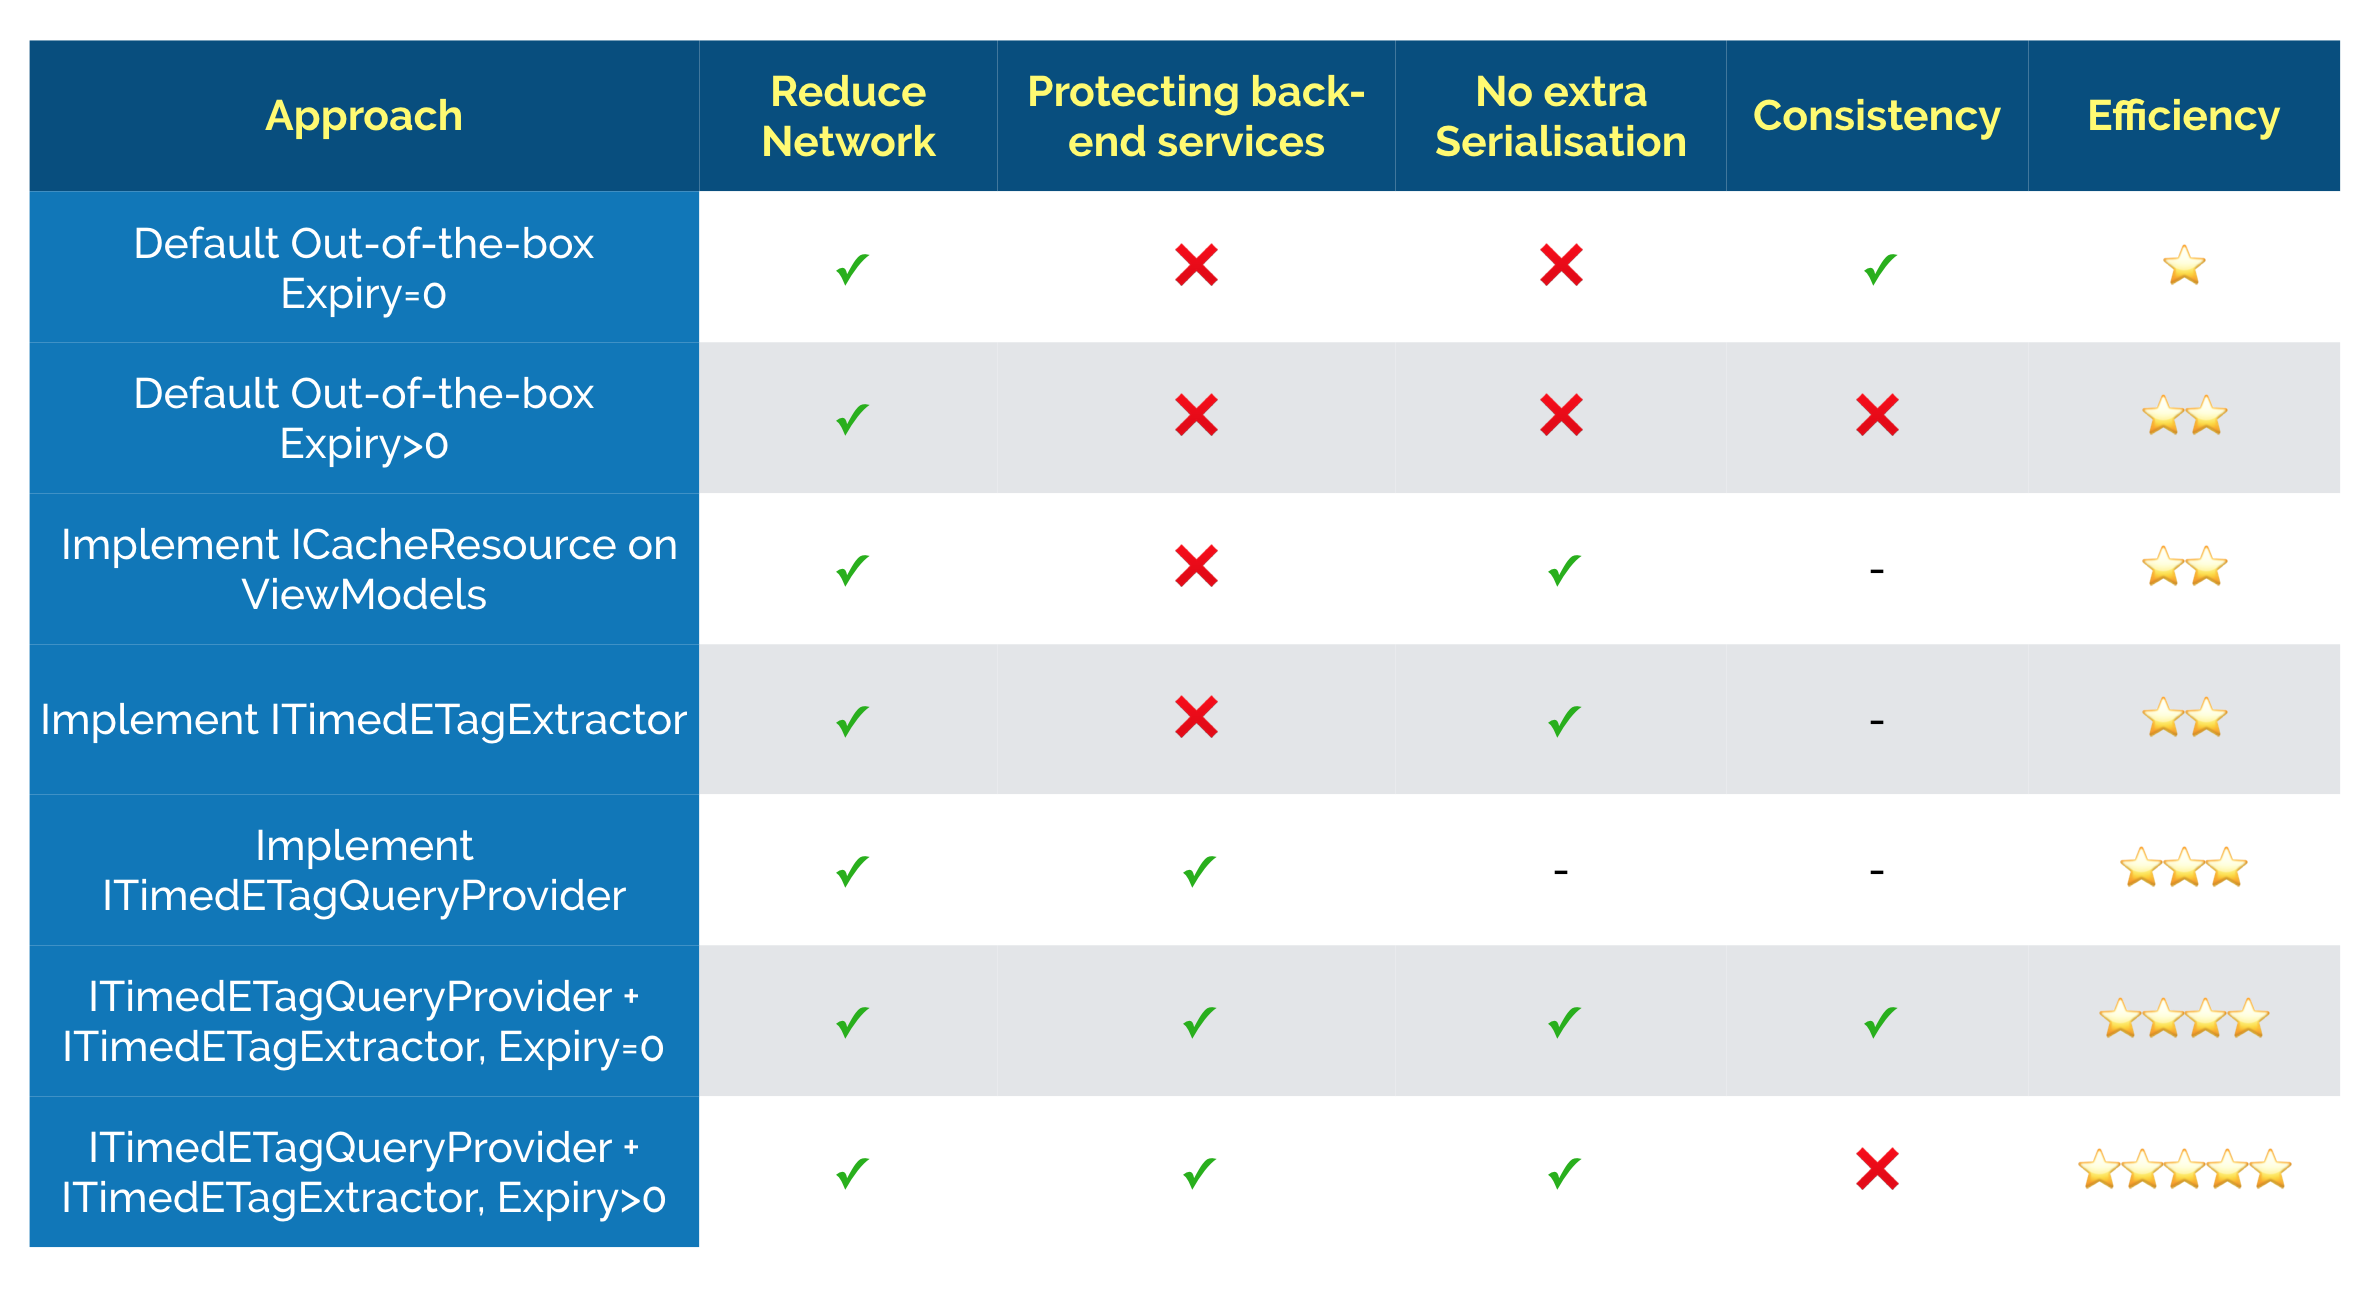 Approach
Reduce
Network
Protecting back-
end services
No extra
Serialisation
Consistency
Efficiency
Default Out-of-the-box
Expiry=0
✓ ❌ ❌ ✓ ⭐
Default Out-of-the-box
Expiry>0
✓ ❌ ❌ ❌ ⭐⭐
Implement ICacheResource on
ViewModels
✓ ❌ ✓ - ⭐⭐
Implement ITimedETagExtractor
✓ ❌ ✓ - ⭐⭐
Implement
ITimedETagQueryProvider
✓ ✓ - - ⭐⭐⭐
ITimedETagQueryProvider +
ITimedETagExtractor, Expiry=0
✓ ✓ ✓ ✓ ⭐⭐⭐⭐
ITimedETagQueryProvider +
ITimedETagExtractor, Expiry>0
✓ ✓ ✓ ❌ ⭐⭐⭐⭐⭐